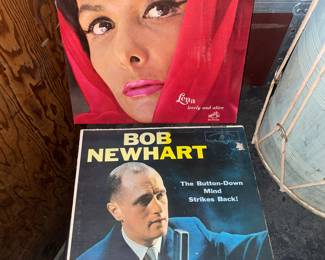 Lena
lovely and alive
BOB
NEWHART
The Button-Down
Mind
Strikes Back!